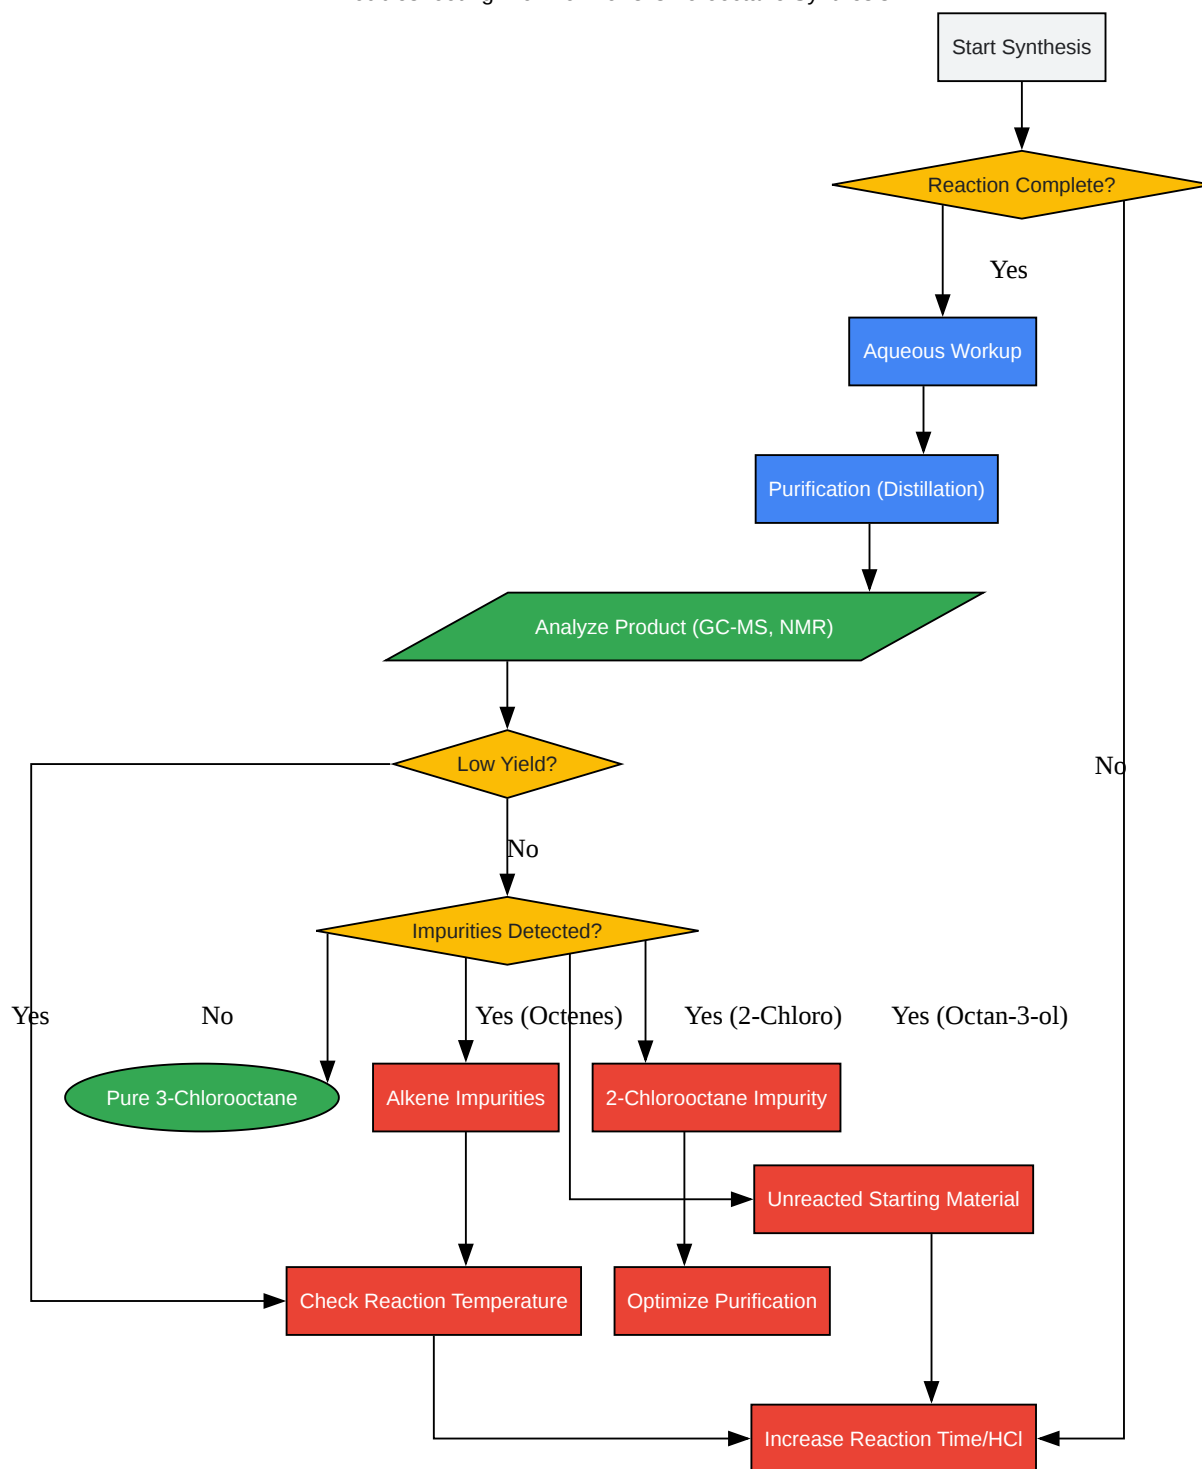 Start Synthesis
Reaction Complete?
Yes
Aqueous Workup
Purification (Distillation)
Analyze Product (GC-MS, NMR)
Low Yield?
No
No
Impurities Detected?
Yes
No
Yes (Octenes)
Yes (2-Chloro)
Yes (Octan-3-ol)
Pure 3-Chlorooctane
Alkene Impurities
2-Chlorooctane Impurity
Unreacted Starting Material
Check Reaction Temperature
Optimize Purification
Increase Reaction Time/HCl